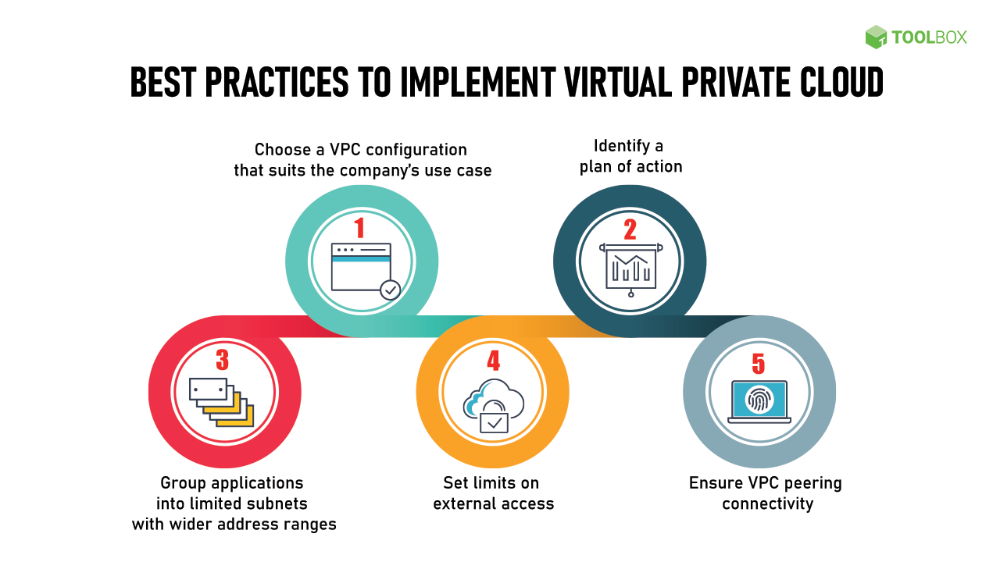 TOOLBOX
BEST PRACTICES TO IMPLEMENT VIRTUAL PRIVATE CLOUD
Choose a VPC configuration
that suits the company's use case
1
Identify a
plan of action
2
3
Group applications
into limited subnets
with wider address ranges
4
Set limits on
external access
5
Ensure VPC peering
connectivity